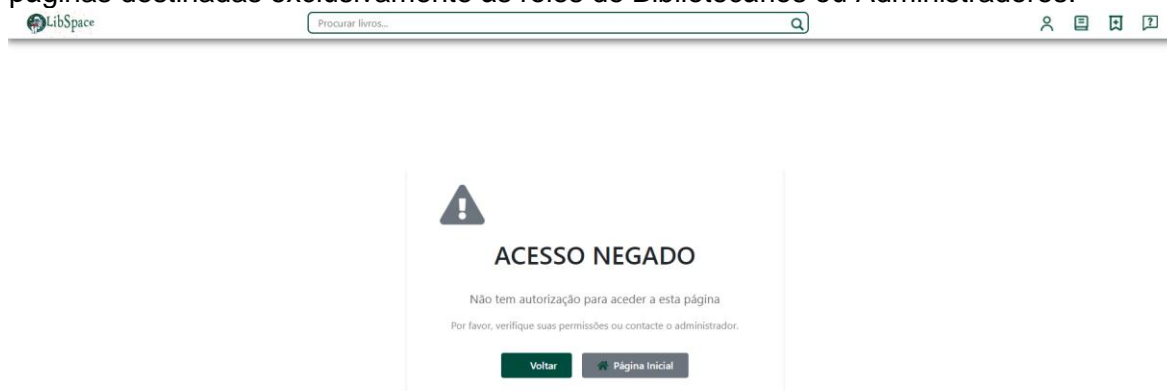 páginas destinadas exclusivamente às roles de Bibliotecários ou Administradores.
LibSpace
Procurar livros...
ACESSO NEGADO
Não tem autorização para aceder a esta página
Por favor, verifique suas permissões ou contacte o administrador.
Voltar
Página Inicial